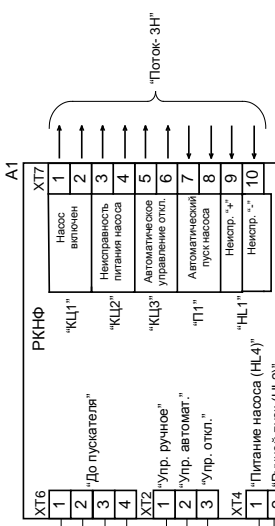 A1
РКНФ
XT7
XT6
1
2
3
4
"До пускателя"
XT2
1
2
3
"Упр. ручное"
"Упр. автомат."
"Упр. откл."
XT4
1
"Питание насоса (HL4)"
"КЦ1"
"КЦ2"
"КЦ3"
"П1"
"HL1"
Насос
включен
Неисправность
питания насоса
Автоматическое
управление откл.
Автоматический
пуск насоса
Неиспр. "+"
Неиспр. "-"
1
2
3
4
5
6
7
8
9
10
"Поток- 3Н"